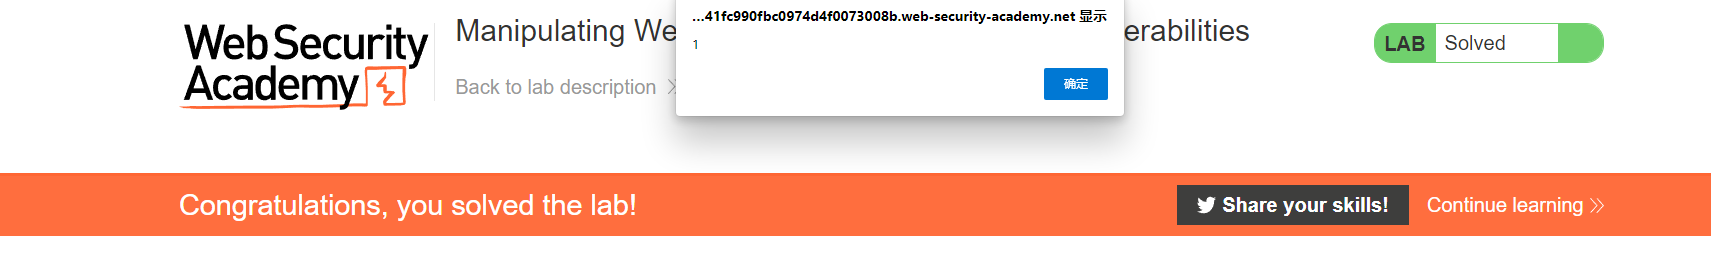 Web Security
Academy
Manipulating We
erabilities
Back to lab description
...41fc990fbc0974d4f0073008b.web-security-academy.net 显示
1
确定
LAB Solved
Congratulations, you solved the lab!
Share your skills!
Continue learning